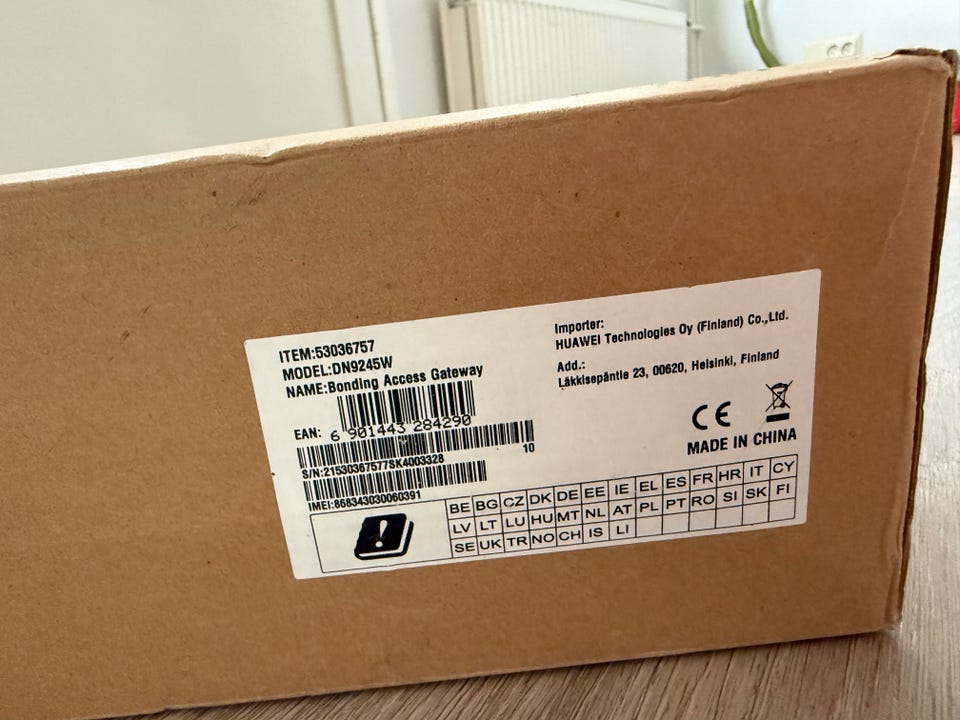 ITEM:53036757
MODEL:DN9245W
NAME:Bonding Access Gateway
EAN: 6 901443 284290
10
S/N:21530367577SK4003328
IMEI:868343030060391
Importer:
HUAWEI Technologies Oy (Finland) Co.,Ltd.
Add.:
Läkkisepäntie 23, 00620, Helsinki, Finland
CE
MADE IN CHINA
BE BG CZ DK DE EE IE EL ES FR HR IT CY
LV LT LU HU MT NL AT PL PT RO SI SK FI
SE UK TR NO CH IS LI